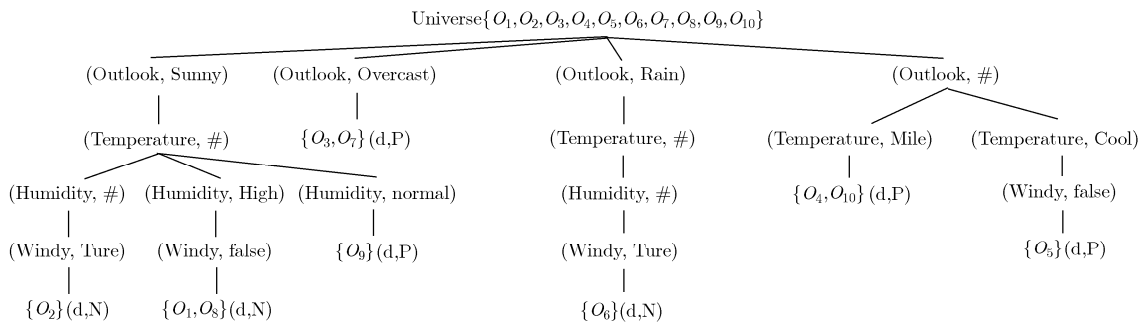 Universe{O₁,O₂,O₃,O₄,O₅,O₆,O₇,O₈,O₉,O₁₀}
(Outlook, Sunny) (Outlook, Overcast) (Outlook, Rain) (Outlook, #)
(Temperature, #) {O₃,O₇}(d,P) (Temperature, #) (Temperature, Mile) (Temperature, Cool)
(Humidity, #) (Humidity, High) (Humidity, normal) (Humidity, #) {O₄,O₁₀}(d,P) (Windy, false)
(Windy, Ture) (Windy, false) {O₉}(d,P) (Windy, Ture) {O₅}(d,P)
{O₂}(d,N) {O₁,O₈}(d,N) {O₆}(d,N)